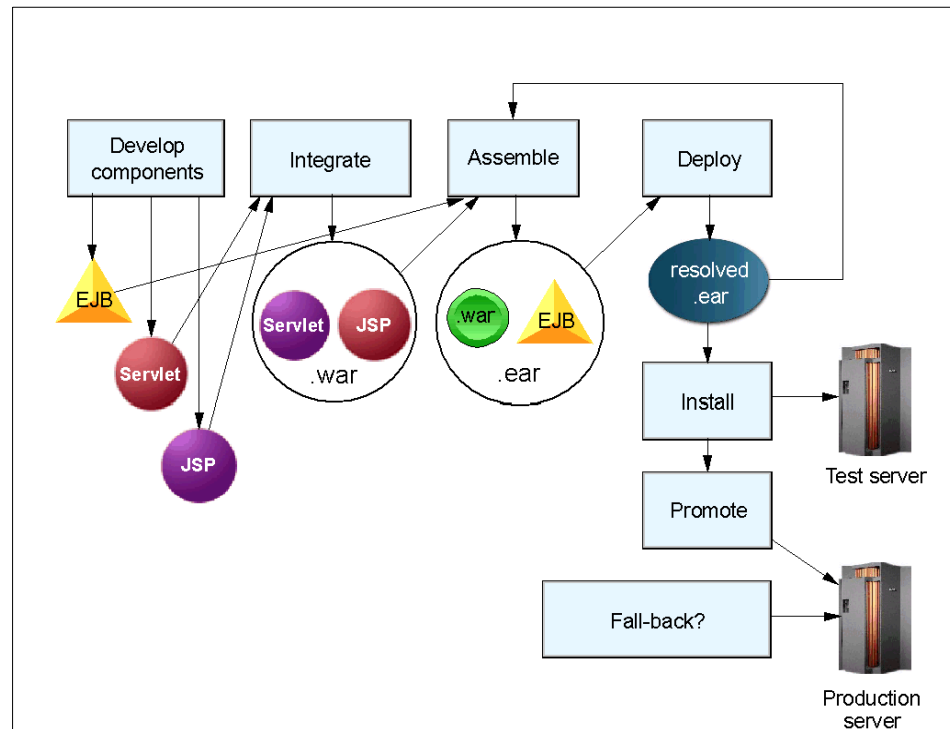 Develop
components
Integrate
Assemble
Deploy
EJB
Servlet
JSP
Servlet
JSP
.war
.war
EJB
.ear
resolved
.ear
Install
Test server
Promote
Fall-back?
Production
server